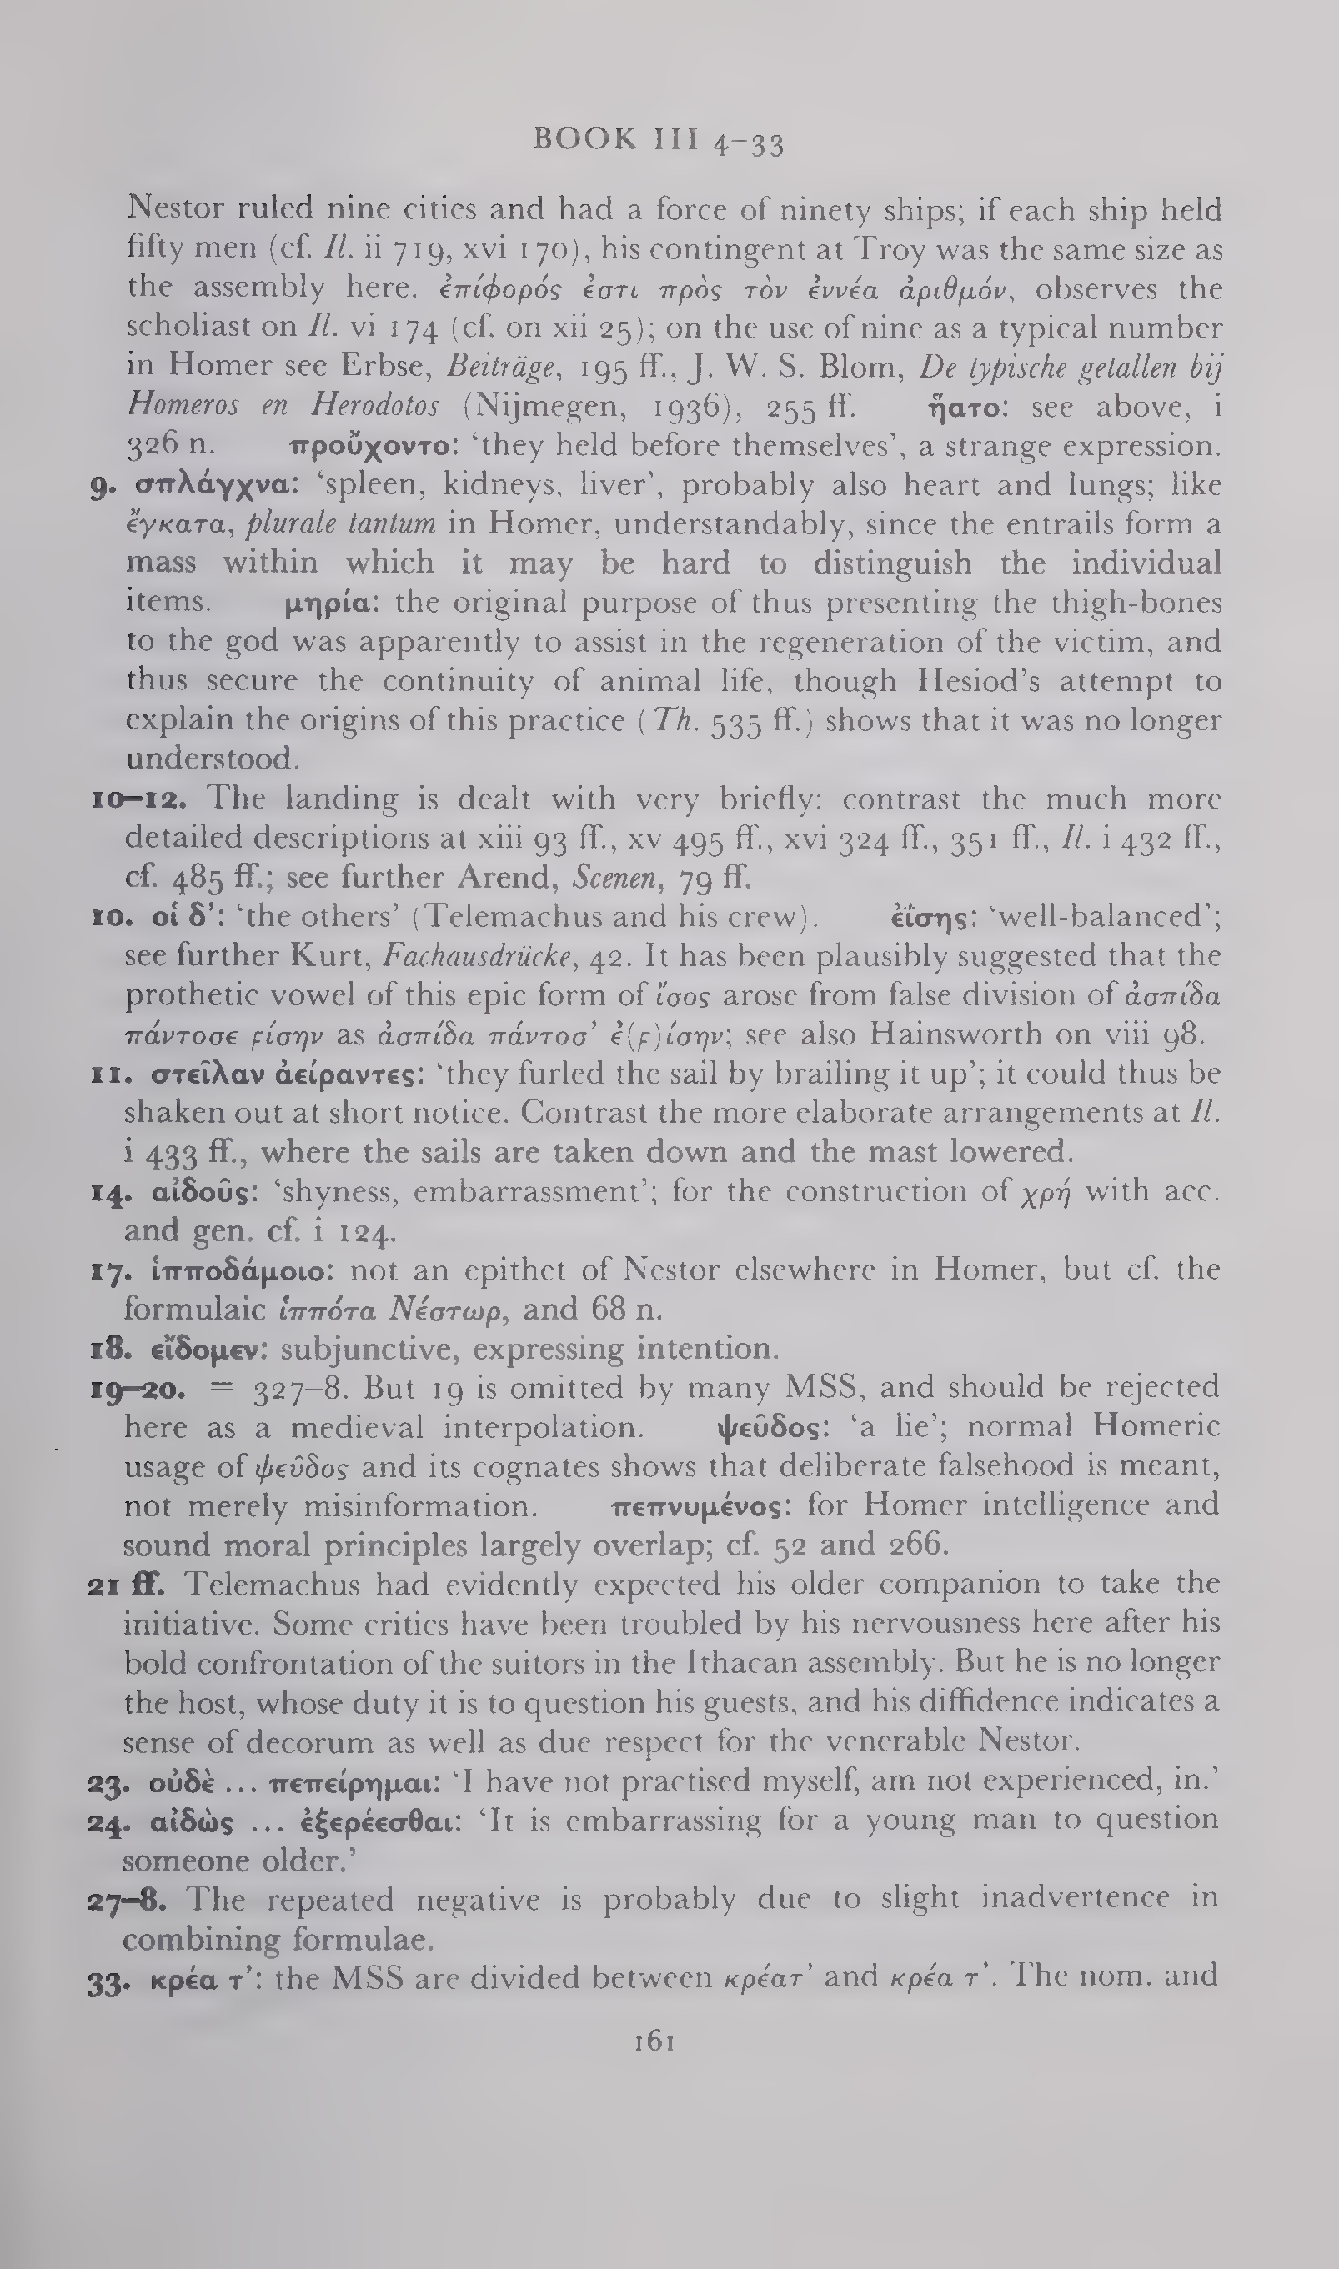 BOOK III 4–33
Nestor ruled nine cities and had a force of ninety ships; if each ship held
fifty men (cf. Il. ii 719, xvi 170), his contingent at Troy was the same size as
the assembly here. ἐπίφορός ἐστι πρὸς τὸν ἐννέα ἀριθμόν, observes the
scholiast on Il. vi 174 (cf. on xii 25); on the use of nine as a typical number
in Homer see Erbse, Beiträge, 195 ff., J. W. S. Blom, De typische getallen bij
Homeros en Herodotos (Nijmegen, 1936), 255 ff. ἥατο: see above, i
326 n. προὔχοντο: ‘they held before themselves’, a strange expression.
9. σπλάγχνα: ‘spleen, kidneys, liver’, probably also heart and lungs; like
ἔγκατα, plurale tantum in Homer, understandably, since the entrails form a
mass within which it may be hard to distinguish the individual
items. μηρία: the original purpose of thus presenting the thigh-bones
to the god was apparently to assist in the regeneration of the victim, and
thus secure the continuity of animal life, though Hesiod’s attempt to
explain the origins of this practice (Th. 535 ff.) shows that it was no longer
understood.
10–12. The landing is dealt with very briefly: contrast the much more
detailed descriptions at xiii 93 ff., xv 495 ff., xvi 324 ff., 351 ff., Il. i 432 ff.,
cf. 485 ff.; see further Arend, Scenen, 79 ff.
10. οἱ δ’: ‘the others’ (Telemachus and his crew). ἐΐσης: ‘well-balanced’;
see further Kurt, Fachausdrücke, 42. It has been plausibly suggested that the
prothetic vowel of this epic form of ἴσος arose from false division of ἀσπίδα
πάντοσε ϝίσην as ἀσπίδα πάντοσ’ ἐ(ϝ)ίσην; see also Hainsworth on viii 98.
11. στεῖλαν ἀείραντες: ‘they furled the sail by brailing it up’; it could thus be
shaken out at short notice. Contrast the more elaborate arrangements at Il.
i 433 ff., where the sails are taken down and the mast lowered.
14. αἰδοῦς: ‘shyness, embarrassment’; for the construction of χρή with acc.
and gen. cf. i 124.
17. ἱπποδάμοιο: not an epithet of Nestor elsewhere in Homer, but cf. the
formulaic ἱππότα Νέστωρ, and 68 n.
18. εἴδομεν: subjunctive, expressing intention.
19–20. = 327–8. But 19 is omitted by many MSS, and should be rejected
here as a medieval interpolation. ψεῦδος: ‘a lie’; normal Homeric
usage of ψεῦδος and its cognates shows that deliberate falsehood is meant,
not merely misinformation. πεπνυμένος: for Homer intelligence and
sound moral principles largely overlap; cf. 52 and 266.
21 ff. Telemachus had evidently expected his older companion to take the
initiative. Some critics have been troubled by his nervousness here after his
bold confrontation of the suitors in the Ithacan assembly. But he is no longer
the host, whose duty it is to question his guests, and his diffidence indicates a
sense of decorum as well as due respect for the venerable Nestor.
23. οὐδὲ ... πεπείρημαι: ‘I have not practised myself, am not experienced, in.’
24. αἰδὼς ... ἐξερέεσθαι: ‘It is embarrassing for a young man to question
someone older.’
27–8. The repeated negative is probably due to slight inadvertence in
combining formulae.
33. κρέα τ’: the MSS are divided between κρέατ’ and κρέα τ’. The nom. and
161